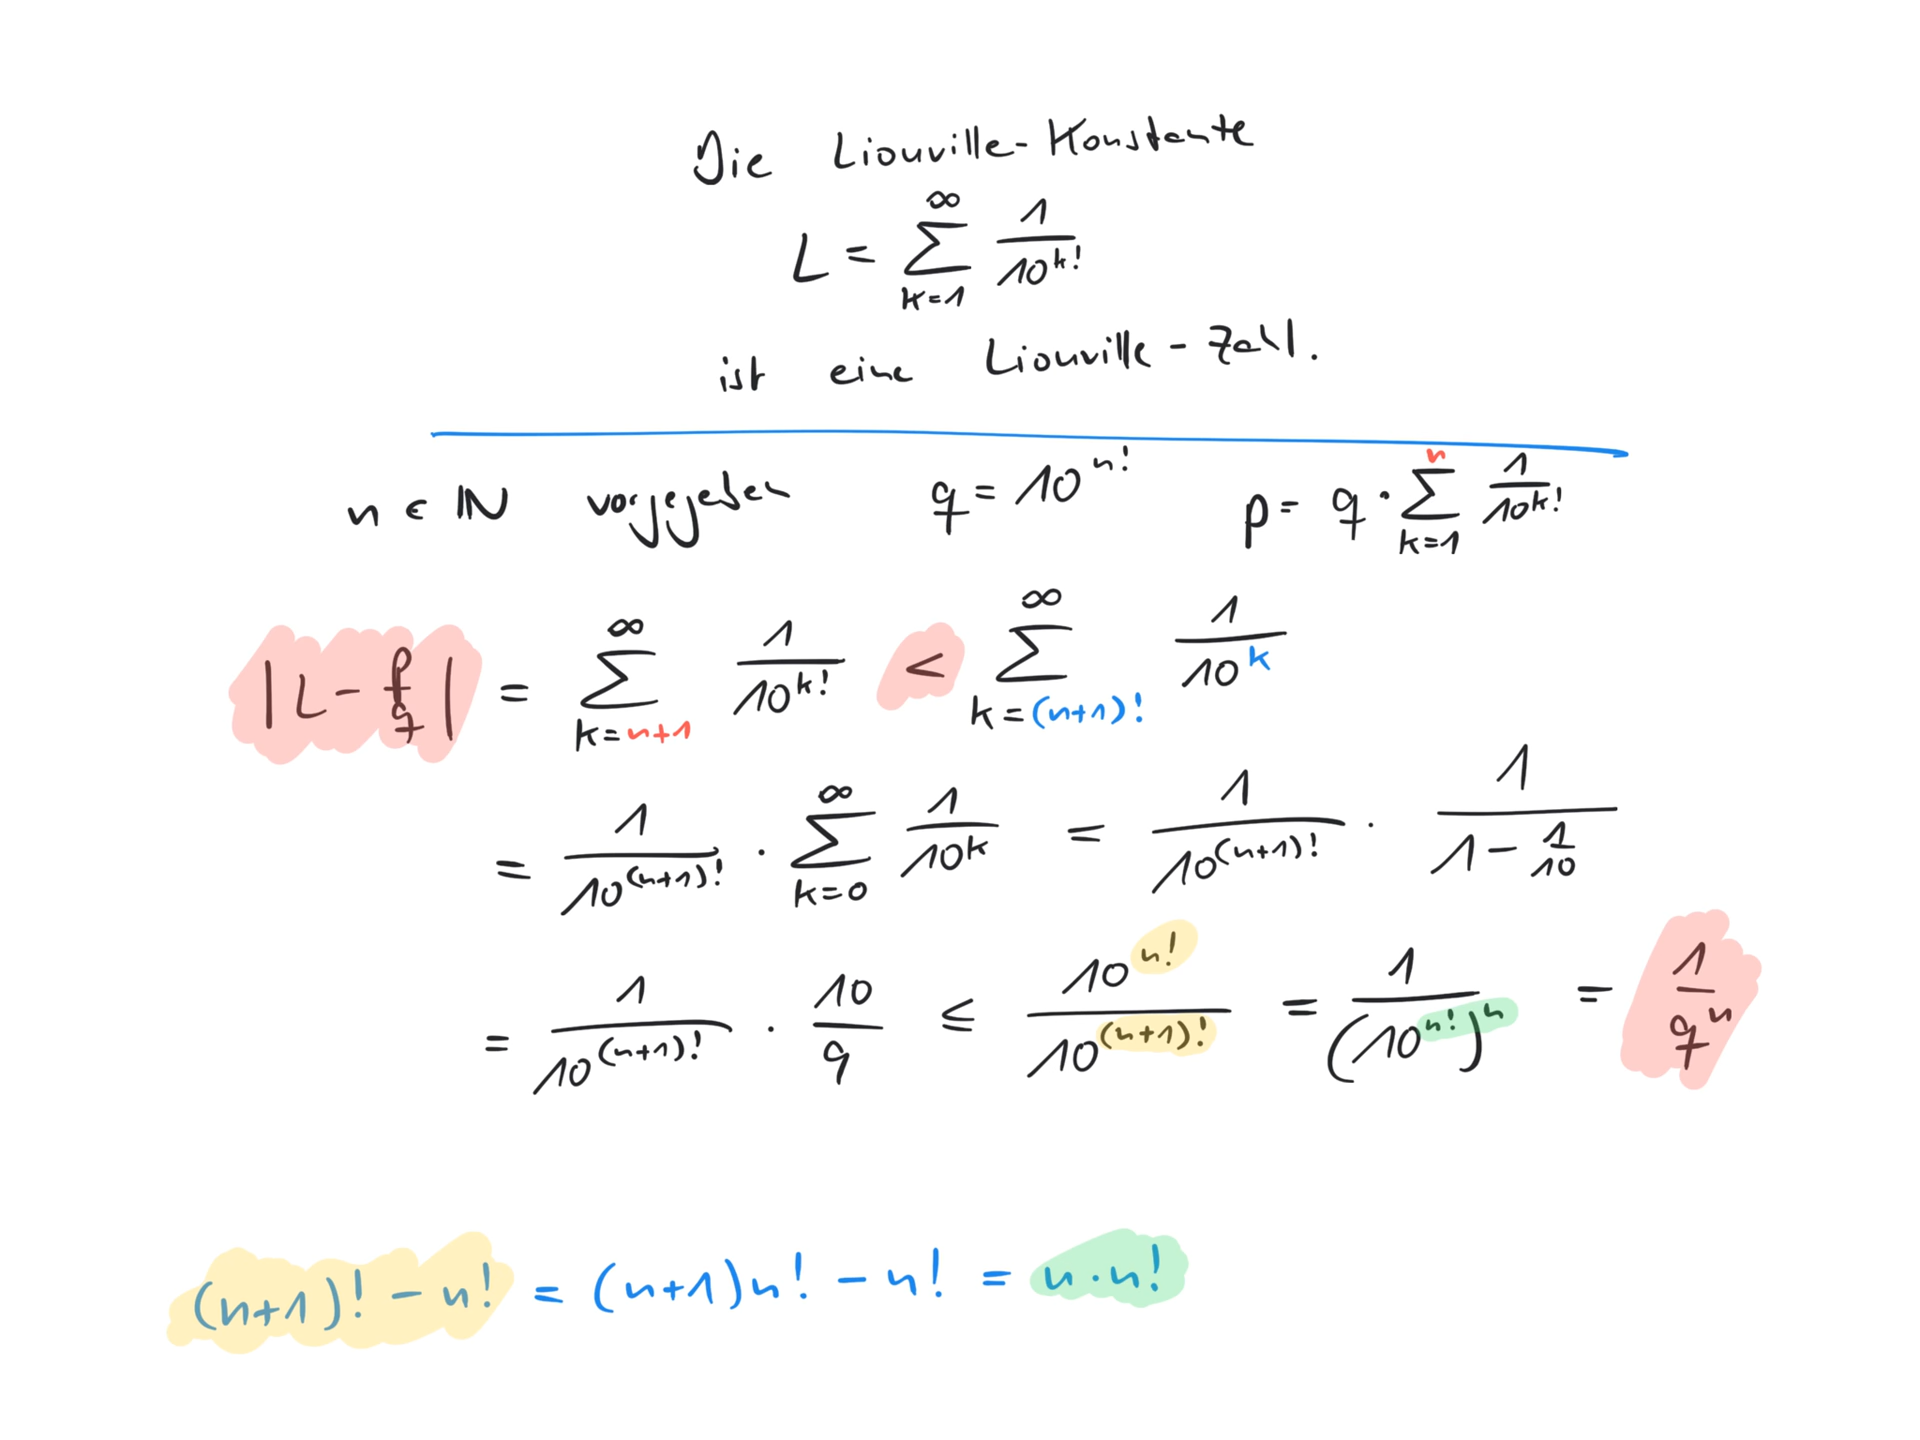 Die Liouville-Konstante
L = ∑_{k=1}^{∞} 1/10^{k!}
ist eine Liouville-Zahl.
n ∈ ℕ vorgegeben q = 10^{n!} p = q · ∑_{k=1}^{n} 1/10^{k!}
|L - p/q| = ∑_{k=n+1}^{∞} 1/10^{k!} < ∑_{k=(n+1)!}^{∞} 1/10^{k}
= 1/10^{(n+1)!} · ∑_{k=0}^{∞} 1/10^{k} = 1/10^{(n+1)!} · 1/(1 - 1/10)
= 1/10^{(n+1)!} · 10/9 ≤ 10^{n!}/10^{(n+1)!} = 1/(10^{n!})^{n} = 1/q^{n}
(n+1)! - n! = (n+1)n! - n! = n·n!